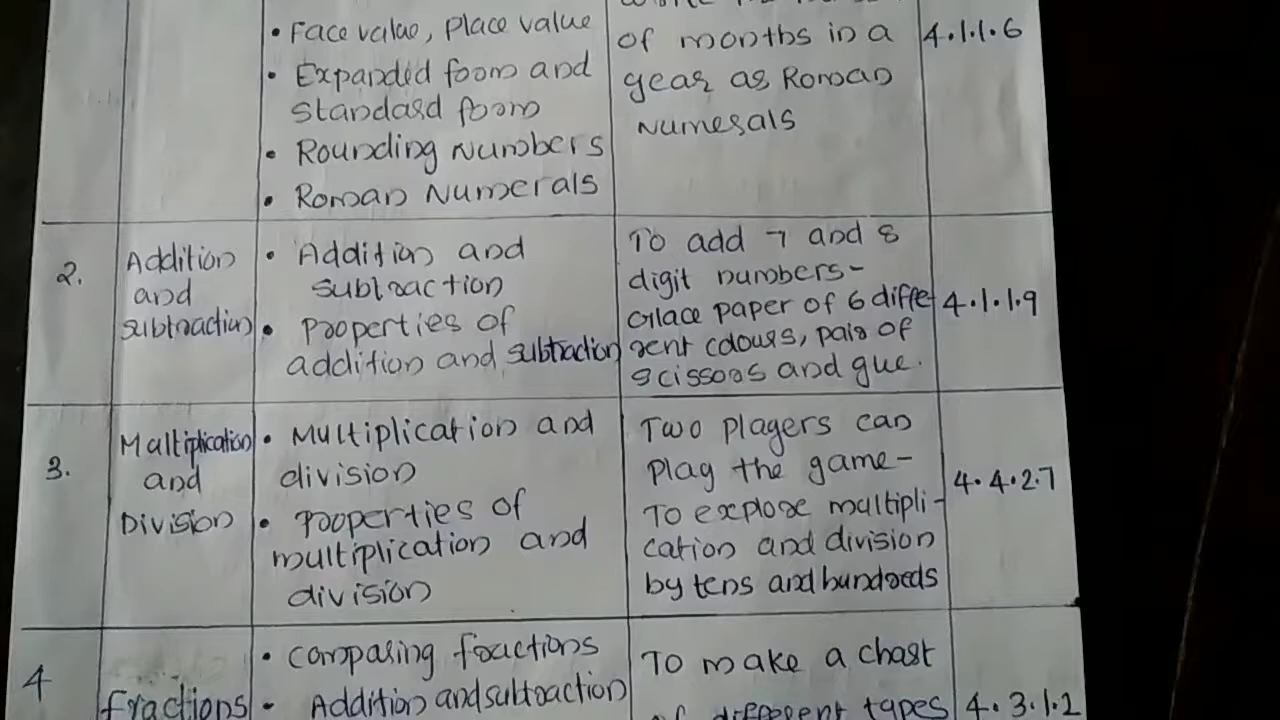 • Face value, place value
• Expanded form and
standard form
• Rounding Numbers
• Roman Numerals
of months in a
year as Roman
Numerals
4.1.1.6
2.
Addition
and
subtraction
• Addition and
subtraction
• properties of
addition and subtraction
To add 7 and 8
digit numbers-
Glace paper of 6 diffe
rent colours, pair of
scissors and gue.
4.1.1.9
3.
Maltiplication
and
Division
• Multiplication and
division
• properties of
multiplication and
division
Two players can
play the game-
To explore multipli-
cation and division
by tens and hundreds
4.4.2.7
4
fractions
• comparing fractions
• Addition and subtraction
To make a chart
of different types
4.3.1.2